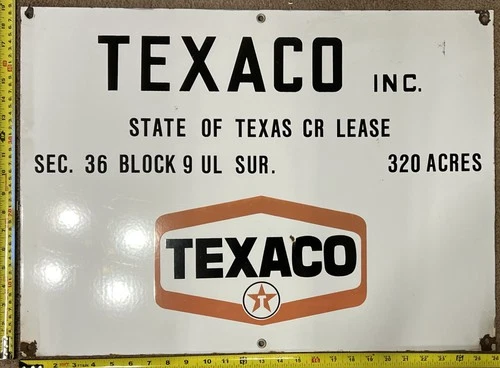 TEXACO INC.
STATE OF TEXAS CR LEASE
SEC. 36 BLOCK 9 UL SUR. 320 ACRES
TEXACO
T